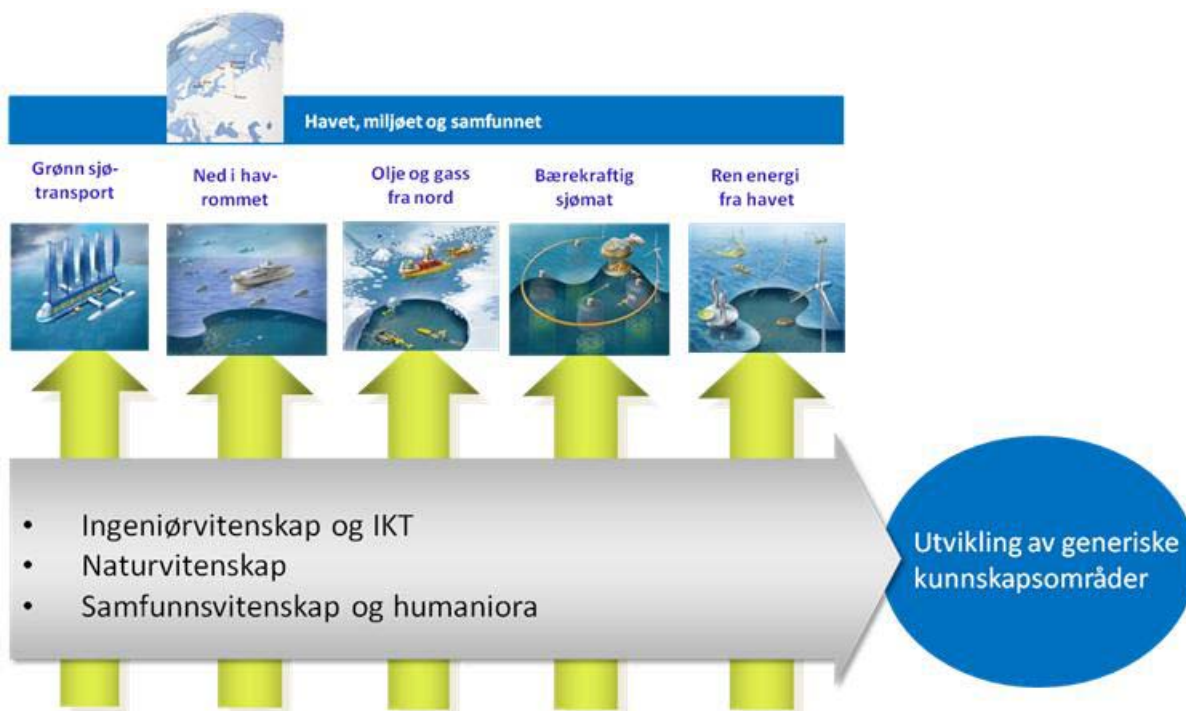 Havet, miljøet og samfunnet
Grønn sjø-
transport
Ned i hav-
rommet
Olje og gass
fra nord
Bærekraftig
sjømat
Ren energi
fra havet
• Ingeniørvitenskap og IKT
• Naturvitenskap
• Samfunnsvitenskap og humaniora
Utvikling av generiske
kunnskapsområder